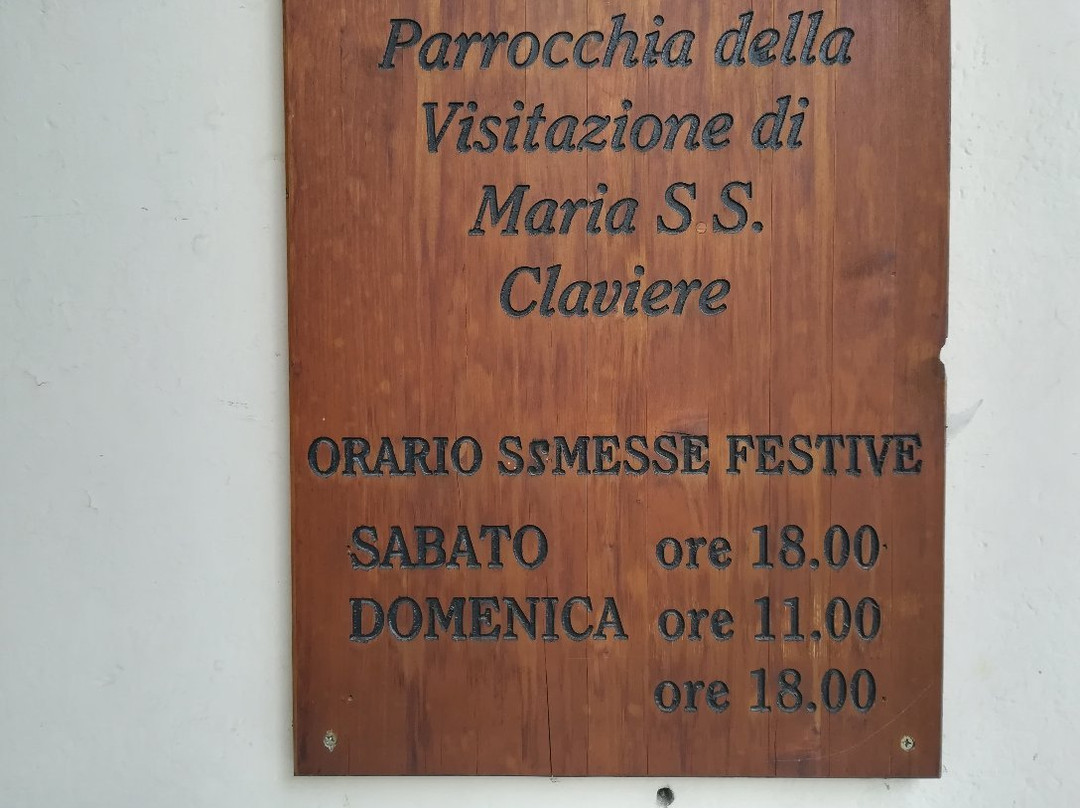 Parrocchia della
Visitazione di
Maria S.S.
Claviere
ORARIO SsMESSE FESTIVE
SABATO ore 18.00
DOMENICA ore 11.00
ore 18.00